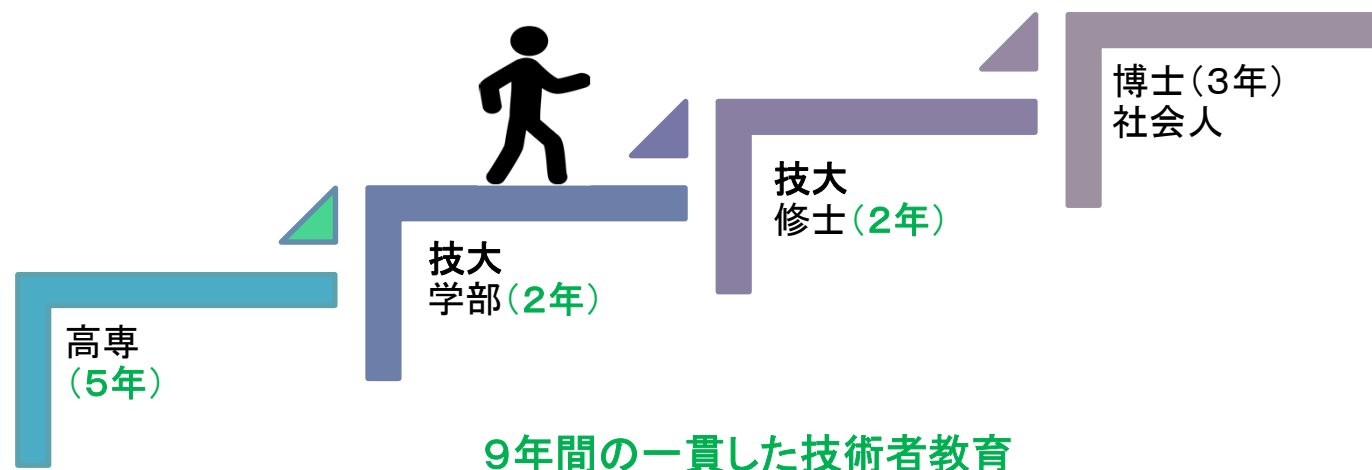 高専
（5年）
技大
学部（2年）
技大
修士（2年）
博士（3年）
社会人
9年間の一貫した技術者教育